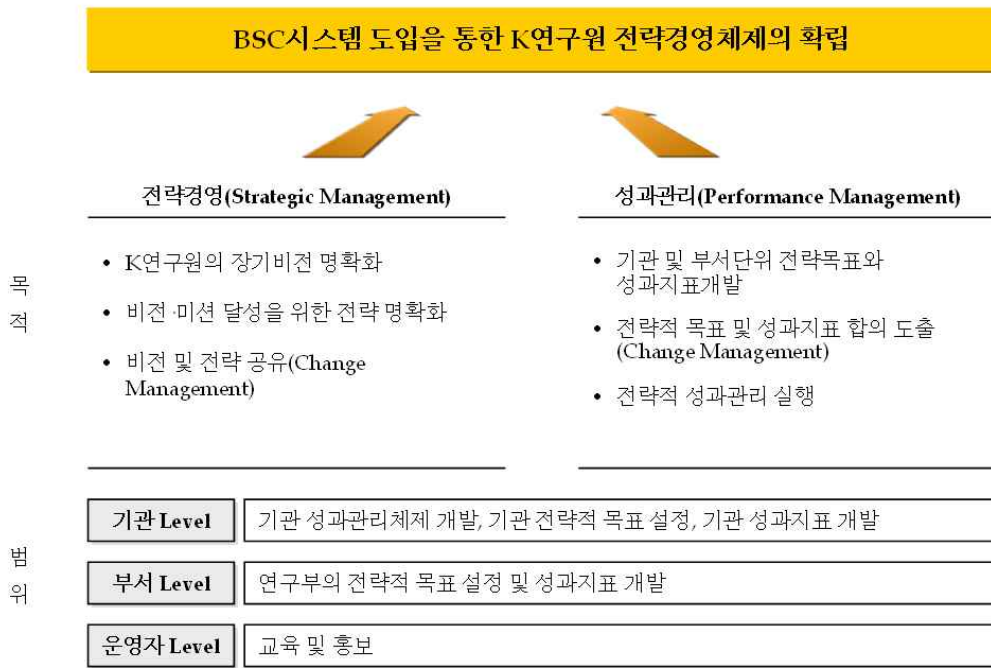 BSC시스템 도입을 통한 K연구원 전략경영체제의 확립
전략경영(Strategic Management)
• K연구원의 장기비전 명확화
• 비전·미션 달성을 위한 전략 명확화
• 비전 및 전략 공유(Change
Management)
성과관리(Performance Management)
• 기관 및 부서단위 전략목표와
성과지표개발
• 전략적 목표 및 성과지표 합의 도출
(Change Management)
• 전략적 성과관리 실행
목
적
범
위
기관 Level
기관 성과관리체제 개발, 기관 전략적 목표 설정, 기관 성과지표 개발
부서 Level
연구부의 전략적 목표 설정 및 성과지표 개발
운영자 Level
교육 및 홍보